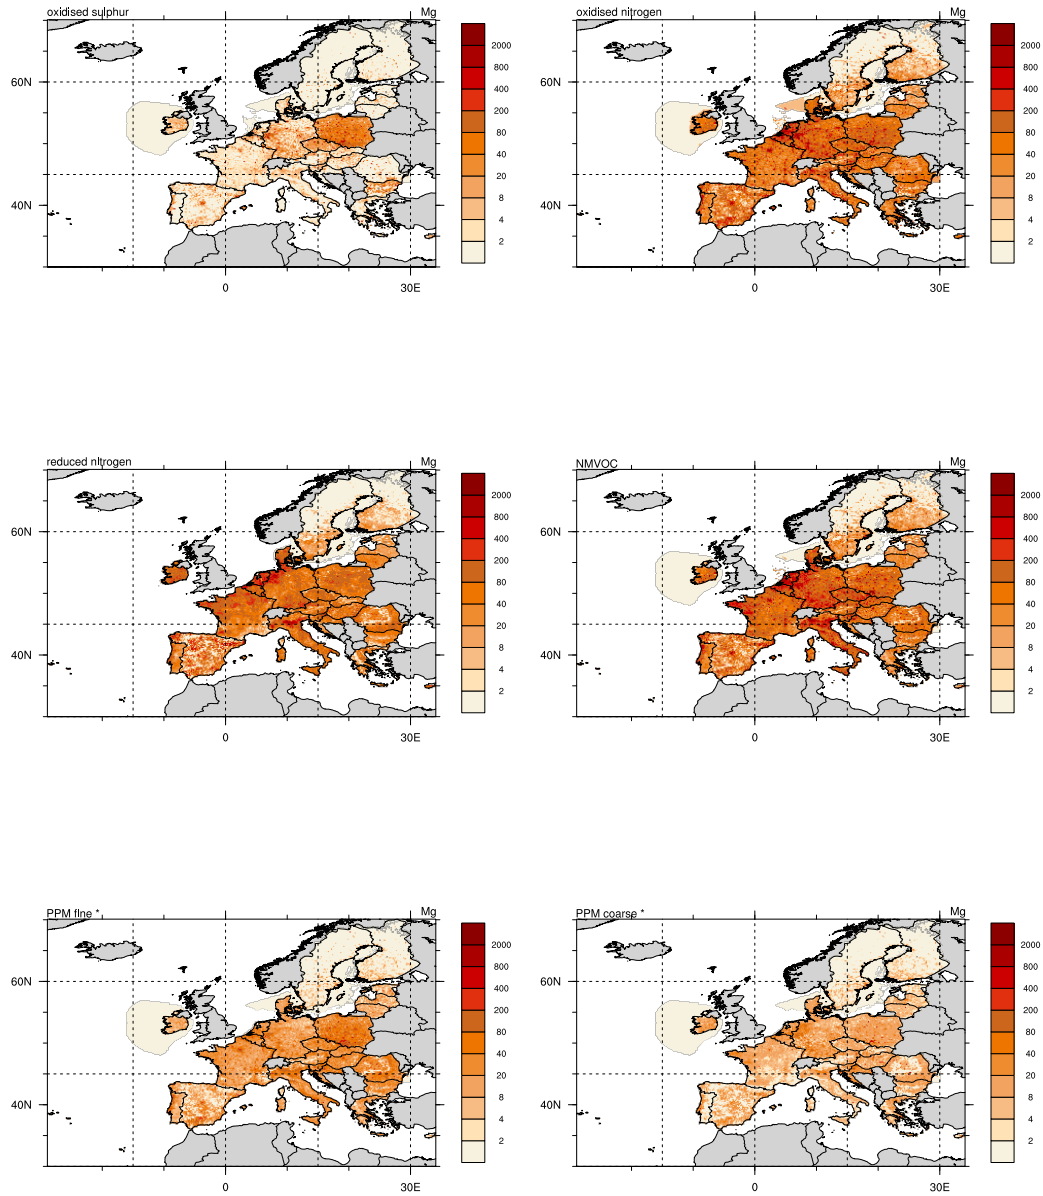 oxidised sulphur Mg
2000
800
400
200
80
40
20
8
4
2
60N
40N
0 30E
oxidised nitrogen Mg
2000
800
400
200
80
40
20
8
4
2
60N
40N
0 30E
reduced nitrogen Mg
2000
800
400
200
80
40
20
8
4
2
60N
40N
0 30E
NMVOC Mg
2000
800
400
200
80
40
20
8
4
2
60N
40N
0 30E
PPM fine * Mg
2000
800
400
200
80
40
20
8
4
2
60N
40N
0 30E
PPM coarse * Mg
2000
800
400
200
80
40
20
8
4
2
60N
40N
0 30E